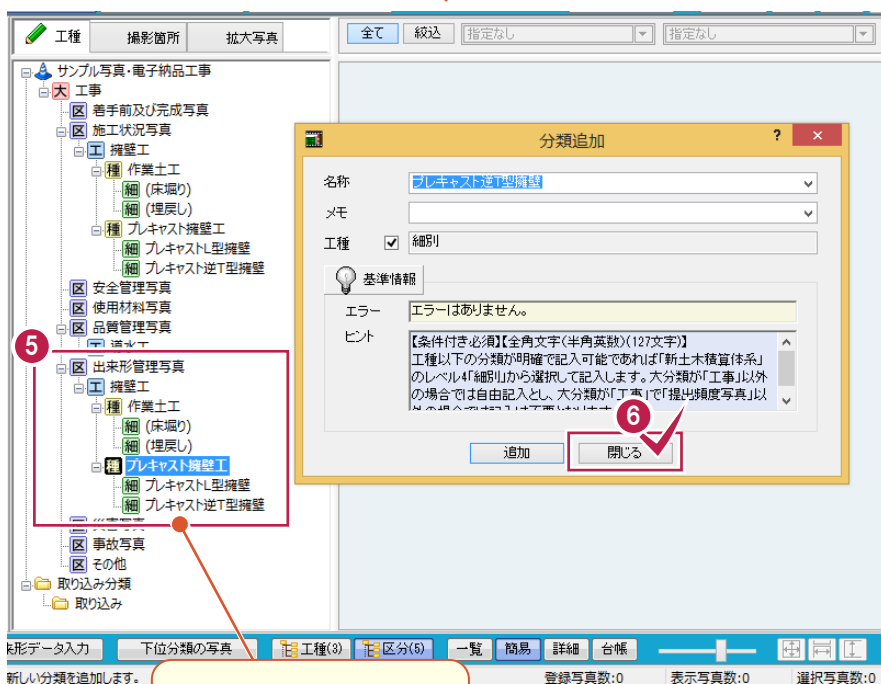 工種 撮影箇所 拡大写真
全て 絞込 指定なし 指定なし
サンプル写真・電子納品工事
大 工事
区 着手前及び完成写真
区 施工状況写真
工 擁壁工
種 作業土工
細 (床堀り)
細 (埋戻し)
種 プレキャスト擁壁工
細 プレキャストL型擁壁
細 プレキャスト逆T型擁壁
区 安全管理写真
区 使用材料写真
区 品質管理写真
5
区 出来形管理写真
工 擁壁工
種 作業土工
細 (床堀り)
細 (埋戻し)
種 プレキャスト擁壁工
細 プレキャストL型擁壁
細 プレキャスト逆T型擁壁
区 事故写真
区 その他
取り込み分類
取り込み
分類追加 ? ×
名称 プレキャスト逆T型擁壁
メモ
工種 細別
基準情報
エラー エラーはありません。
ヒント 【条件付き必須】【全角文字(半角英数)(127文字)】
工種以下の分類が明確で記入可能であれば「新土木積算体系」
のレベル4「細別」から選択して記入します。大分類が「工事」以外
の場合では自由記入とし、大分類が「工事」で「提出頻度写真」以
6
追加 閉じる
形データ入力 下位分類の写真 工種(3) 区分(5) 一覧 簡易 詳細 台帳
新しい分類を追加します。 登録写真数:0 表示写真数:0 選択写真数:0